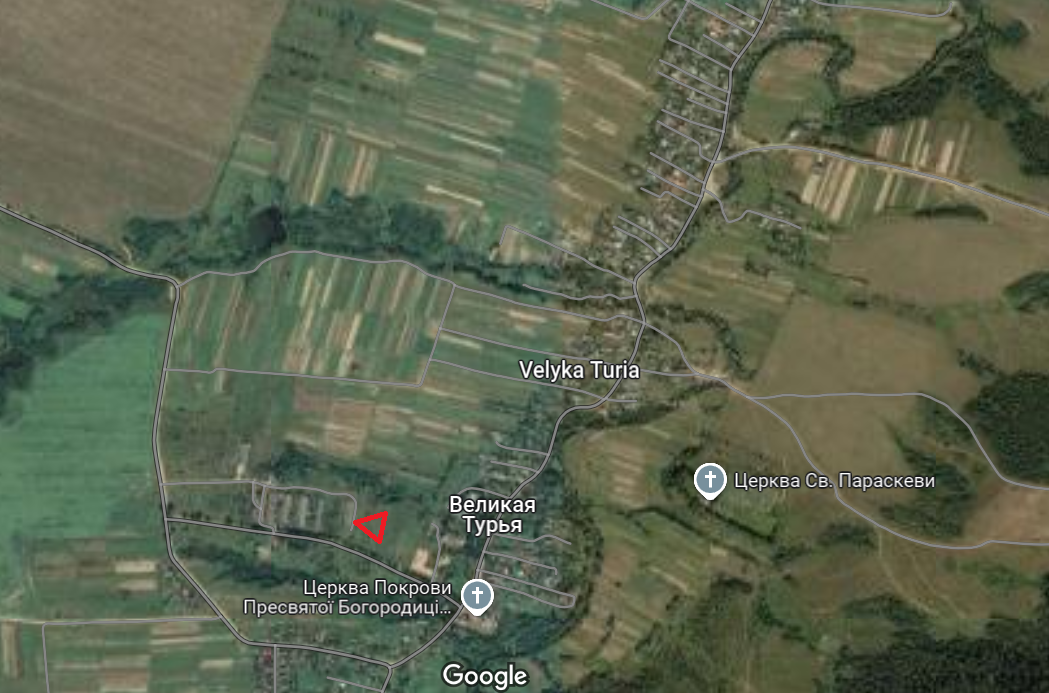 Velyka Turia
Церква Св. Параскеви
Великая
Турья
Церква Покрови
Пресвятої Богородиці...
Google